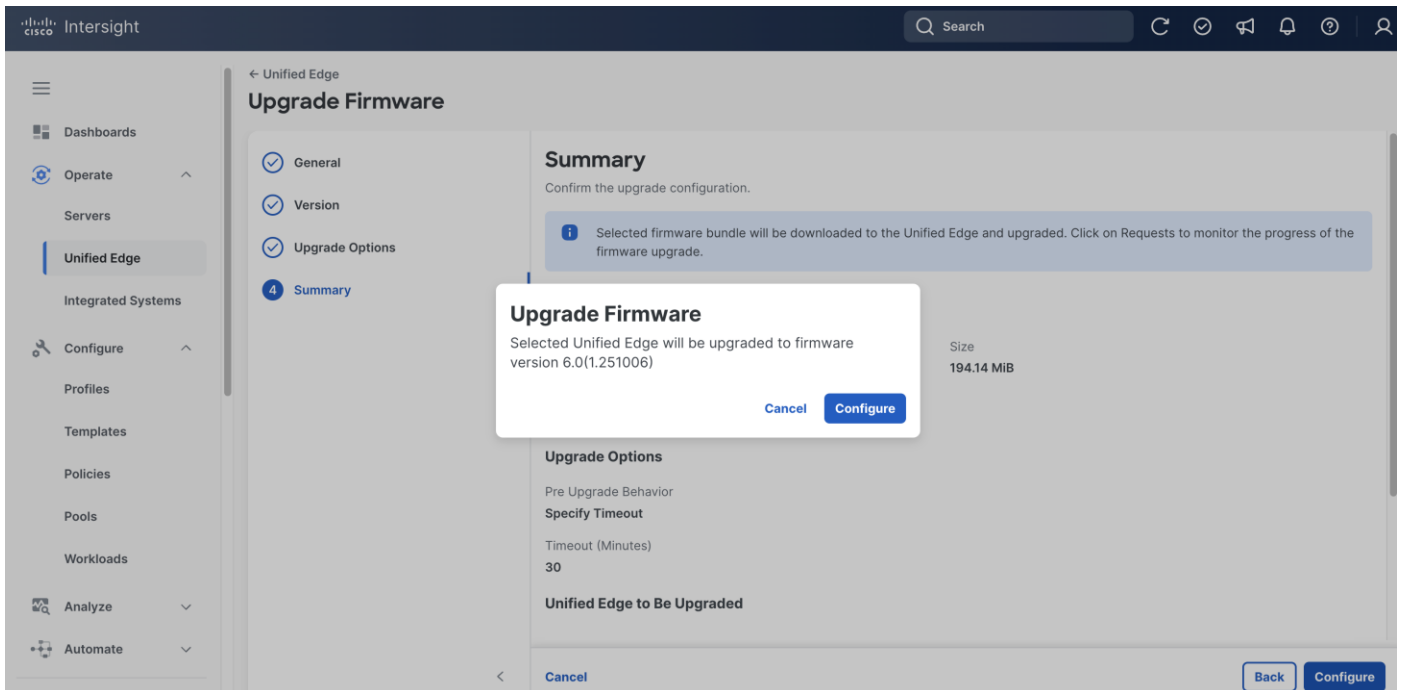 cisco Intersight
Search
Dashboards
Operate
Servers
Unified Edge
Integrated Systems
Configure
Profiles
Templates
Policies
Pools
Workloads
Analyze
Automate
← Unified Edge
Upgrade Firmware
General
Version
Upgrade Options
4 Summary
Summary
Confirm the upgrade configuration.
Selected firmware bundle will be downloaded to the Unified Edge and upgraded. Click on Requests to monitor the progress of the
firmware upgrade.
Upgrade Firmware
Selected Unified Edge will be upgraded to firmware
version 6.0(1.251006)
Cancel Configure
Size
194.14 MiB
Upgrade Options
Pre Upgrade Behavior
Specify Timeout
Timeout (Minutes)
30
Unified Edge to Be Upgraded
Cancel Back Configure